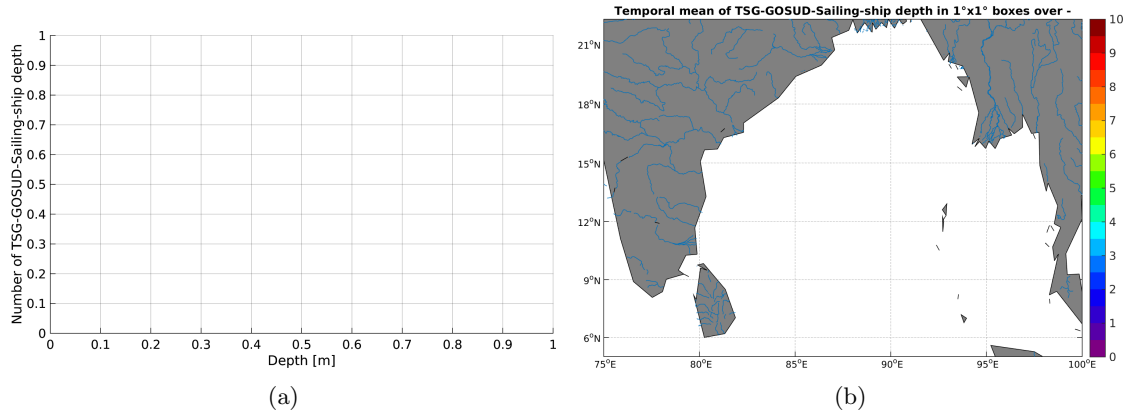 Number of TSG-GOSUD-Sailing-ship depth
1
0.9
0.8
0.7
0.6
0.5
0.4
0.3
0.2
0.1
0
0 0.1 0.2 0.3 0.4 0.5 0.6 0.7 0.8 0.9 1
Depth [m]
(a)
Temporal mean of TSG-GOSUD-Sailing-ship depth in 1°x1° boxes over -
21°N
18°N
15°N
12°N
9°N
6°N
75°E 80°E 85°E 90°E 95°E 100°E
10
9
8
7
6
5
4
3
2
1
0
(b)